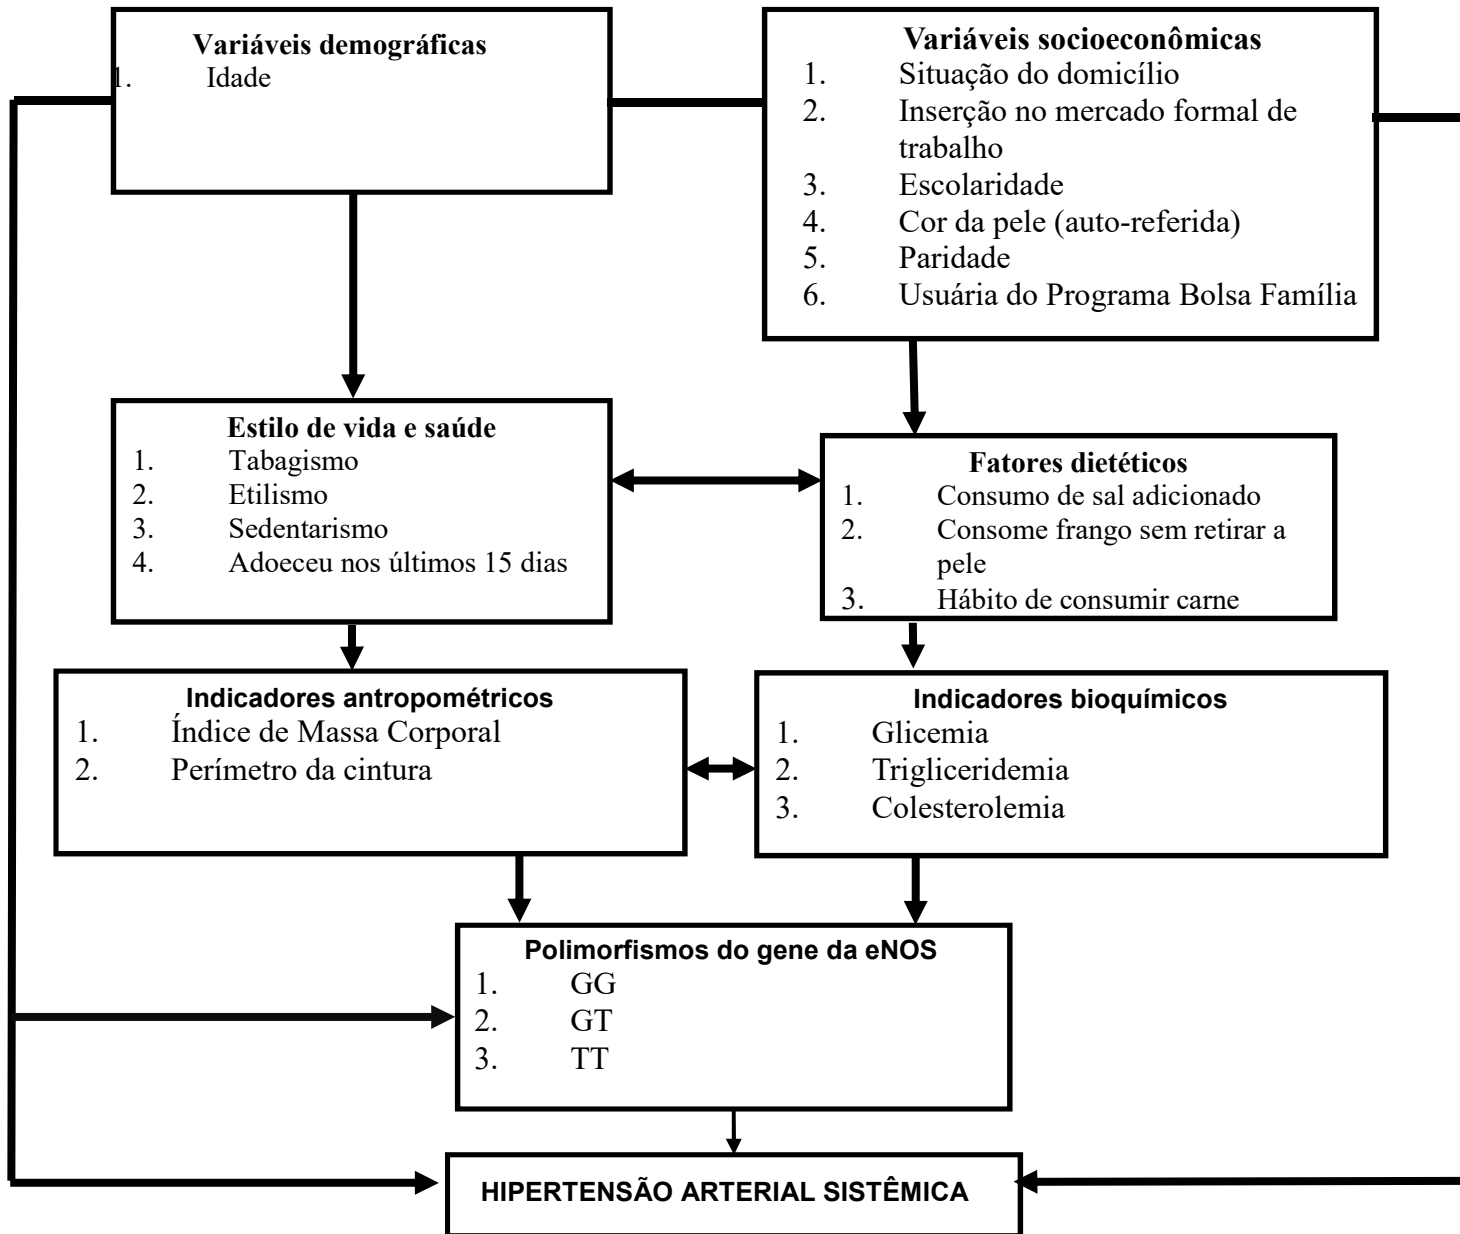 Variáveis demográficas
1. Idade
Variáveis socioeconômicas
1. Situação do domicílio
2. Inserção no mercado formal de
trabalho
3. Escolaridade
4. Cor da pele (auto-referida)
5. Paridade
6. Usuária do Programa Bolsa Família
Estilo de vida e saúde
1. Tabagismo
2. Etilismo
3. Sedentarismo
4. Adoeceu nos últimos 15 dias
Fatores dietéticos
1. Consumo de sal adicionado
2. Consome frango sem retirar a
pele
3. Hábito de consumir carne
Indicadores antropométricos
1. Índice de Massa Corporal
2. Perímetro da cintura
Indicadores bioquímicos
1. Glicemia
2. Trigliceridemia
3. Colesterolemia
Polimorfismos do gene da eNOS
1. GG
2. GT
3. TT
HIPERTENSÃO ARTERIAL SISTÊMICA